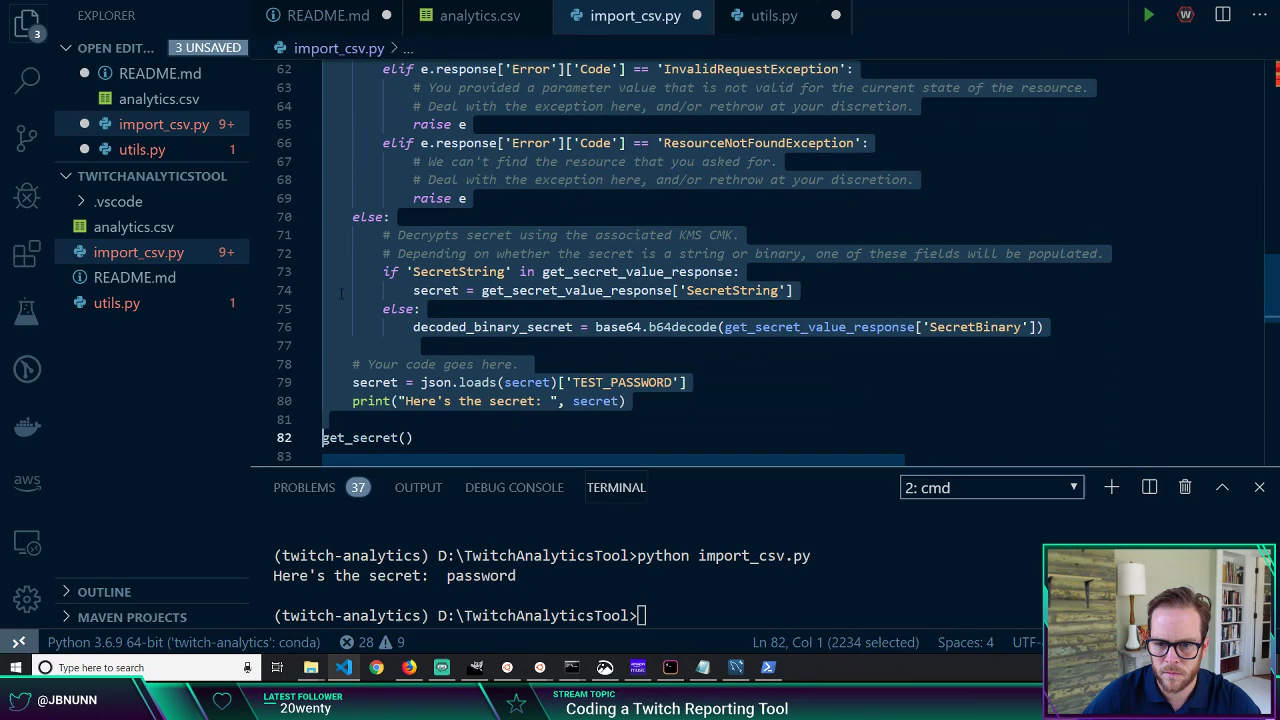 3
EXPLORER
README.md
analytics.csv
import_csv.py
utils.py
OPEN EDIT...
3 UNSAVED
import_csv.py > ...
README.md
analytics.csv
import_csv.py 9+
utils.py 1
TWITCHANALYTICSTOOL
.vscode
analytics.csv
import_csv.py 9+
README.md
utils.py 1
aws
OUTLINE
MAVEN PROJECTS
62 elif e.response['Error']['Code'] == 'InvalidRequestException':
63 # You provided a parameter value that is not valid for the current state of the resource.
64 # Deal with the exception here, and/or rethrow at your discretion.
65 raise e
66 elif e.response['Error']['Code'] == 'ResourceNotFoundException':
67 # We can't find the resource that you asked for.
68 # Deal with the exception here, and/or rethrow at your discretion.
69 raise e
70 else:
71 # Decrypts secret using the associated KMS CMK.
72 # Depending on whether the secret is a string or binary, one of these fields will be populated.
73 if 'SecretString' in get_secret_value_response:
74 secret = get_secret_value_response['SecretString']
75 else:
76 decoded_binary_secret = base64.b64decode(get_secret_value_response['SecretBinary'])
77
78 # Your code goes here.
79 secret = json.loads(secret)['TEST_PASSWORD']
80 print("Here's the secret: ", secret)
81
82 get_secret()
83
PROBLEMS 37 OUTPUT DEBUG CONSOLE TERMINAL 2: cmd
(twitch-analytics) D:\TwitchAnalyticsTool>python import_csv.py
Here's the secret:  password
(twitch-analytics) D:\TwitchAnalyticsTool>
Python 3.6.9 64-bit ('twitch-analytics': conda) 28 9 Ln 82, Col 1 (2234 selected) Spaces: 4 UTF-
Type here to search
@JBNUNN
LATEST FOLLOWER
20wenty
STREAM TOPIC
Coding a Twitch Reporting Tool